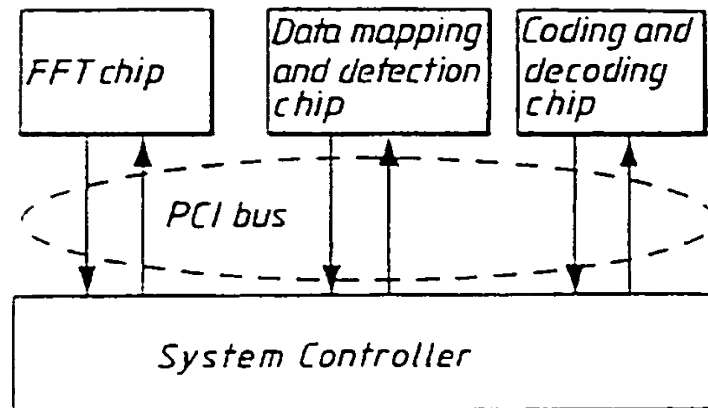 FFT chip
Data mapping
and detection
chip
Coding and
decoding
chip
PCI bus
System Controller